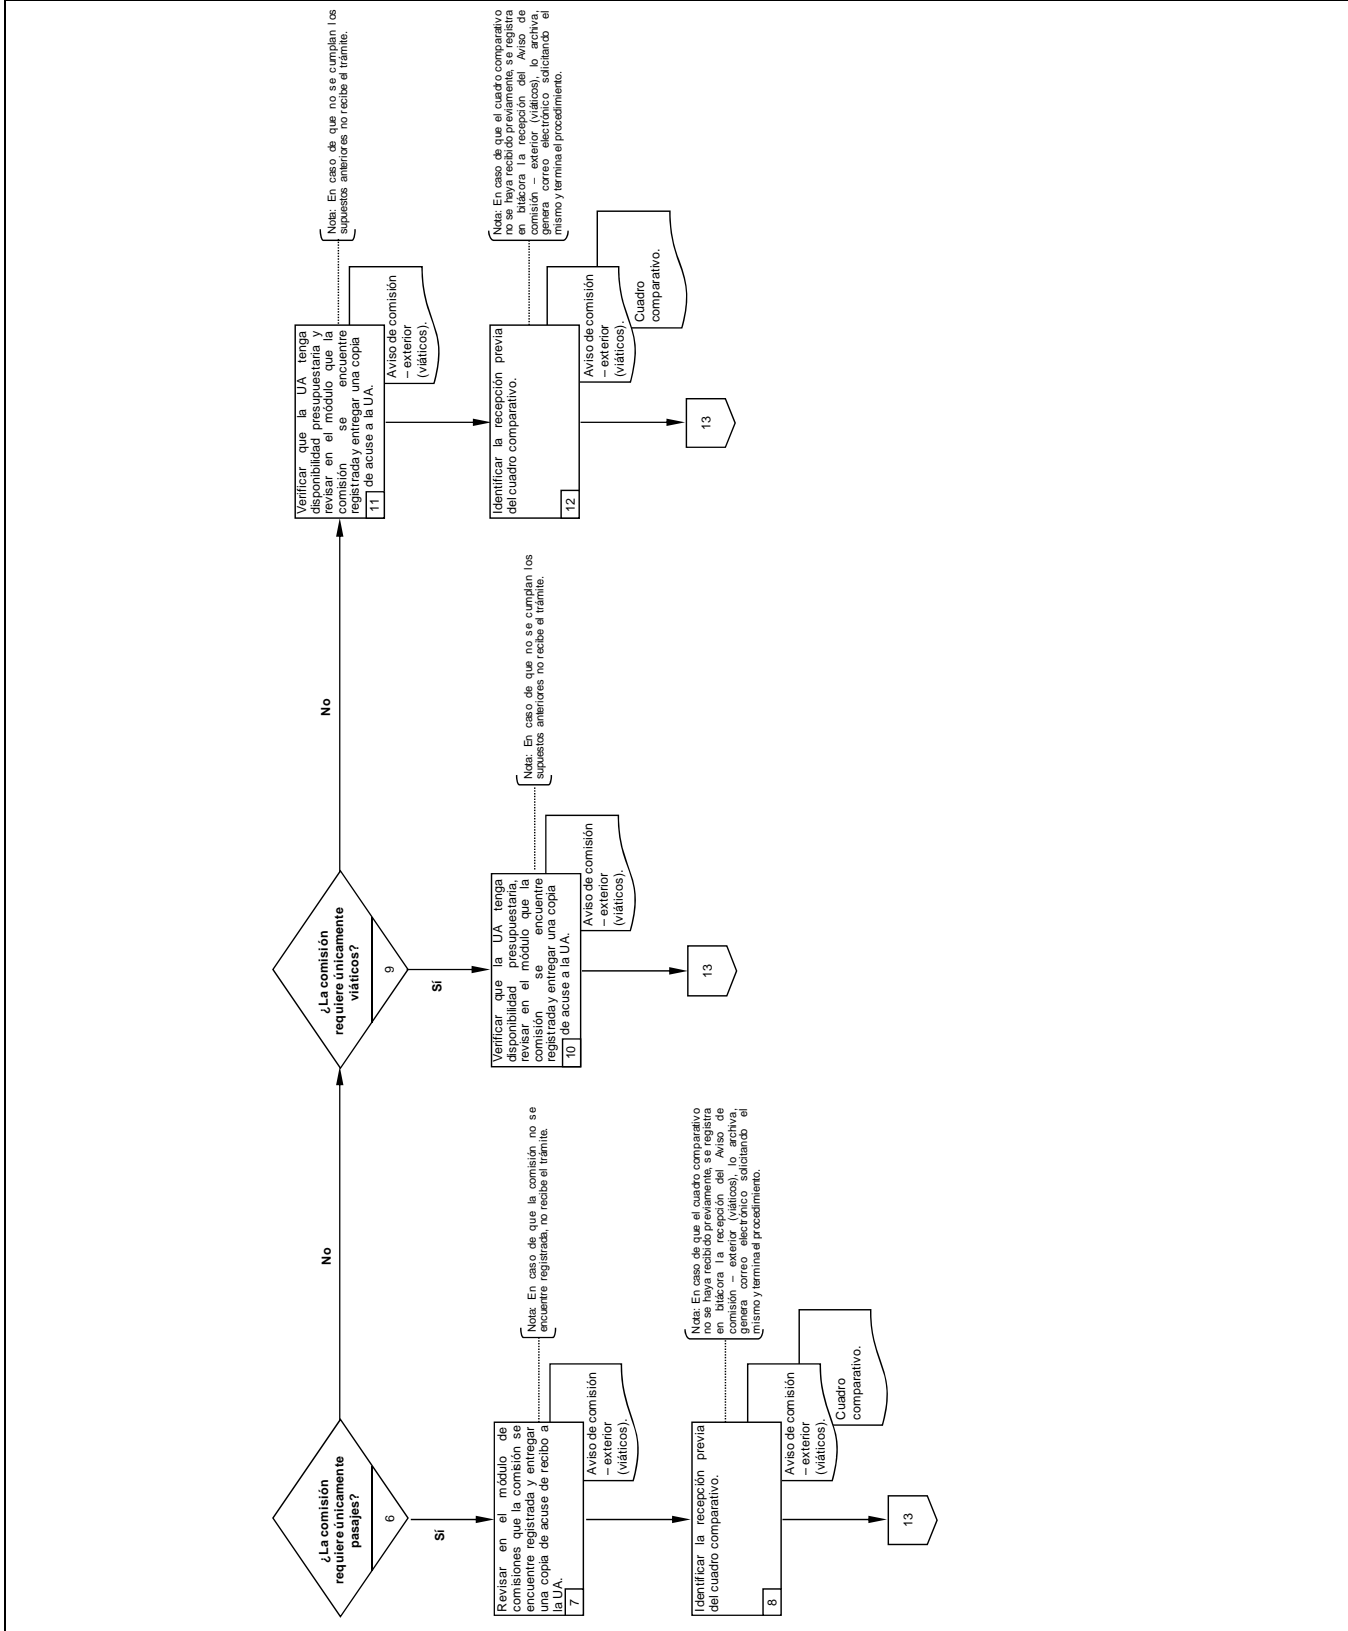 ¿La comisión
requiere únicamente
pasajes?
6
No
Sí
Revisar en el módulo de
comisiones que la comisión se
encuentre registrada y entregar
una copia de acuse de recibo a
la UA.
7
Aviso de comisión
– exterior
(viáticos).
Nota: En caso de que la comisión no se
encuentre registrada, no recibe el trámite.
Identificar la recepción previa
del cuadro comparativo.
8
Aviso de comisión
– exterior
(viáticos).
Cuadro
comparativo.
Nota: En caso de que el cuadro comparativo
no se haya recibido previamente, se registra
en bitácora la recepción del Aviso de
comisión – exterior (viáticos), lo archiva,
genera correo electrónico solicitando el
mismo y termina el procedimiento.
13
¿La comisión
requiere únicamente
viáticos?
9
No
Sí
Verificar que la UA tenga
disponibilidad presupuestaria,
revisar en el módulo que la
comisión se encuentre
registrada y entregar una copia
de acuse a la UA.
10
Aviso de comisión
– exterior
(viáticos).
Nota: En caso de que no se cumplan los
supuestos anteriores no recibe el trámite.
13
Verificar que la UA tenga
disponibilidad presupuestaria y
revisar en el módulo que la
comisión se encuentre
registrada y entregar una copia
de acuse a la UA.
11
Aviso de comisión
– exterior
(viáticos).
Nota: En caso de que no se cumplan los
supuestos anteriores no recibe el trámite.
Identificar la recepción previa
del cuadro comparativo.
12
Aviso de comisión
– exterior
(viáticos).
Cuadro
comparativo.
Nota: En caso de que el cuadro comparativo
no se haya recibido previamente, se registra
en bitácora la recepción del Aviso de
comisión – exterior (viáticos), lo archiva,
genera correo electrónico solicitando el
mismo y termina el procedimiento.
13